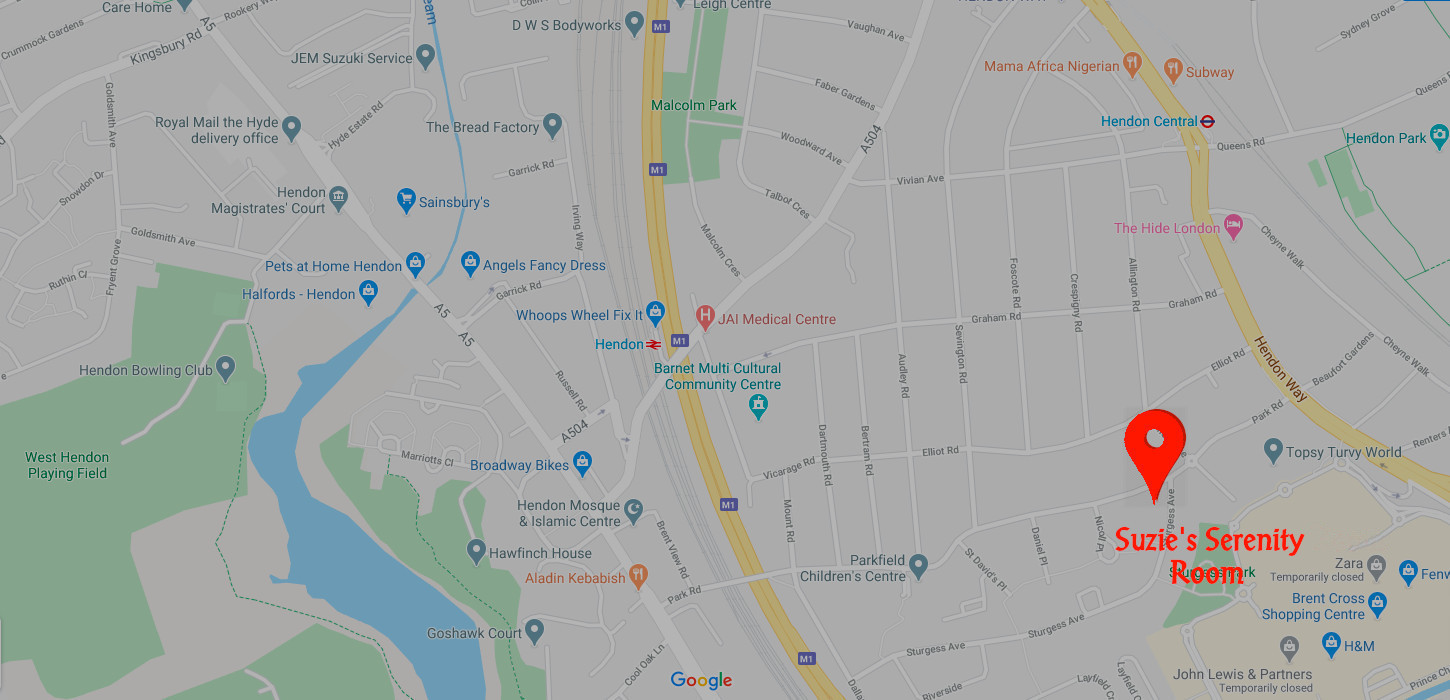 Care Home
Rookery Way
A5
Leigh Centre
Crummock Gardens
Kingsbury Rd
D W S Bodyworks
M1
Vaughan Ave
Sydney Grove
JEM Suzuki Service
Mama Africa Nigerian
Subway
Goldsmith Ave
Faber Gardens
Malcolm Park
Hyde Estate Rd
Royal Mail the Hyde
delivery office
The Bread Factory
A504
Hendon Central
Hendon Park
Woodward Ave
Queens Rd
Garrick Rd
M1
Vivian Ave
Snowdon Dr
Hendon
Magistrates' Court
Sainsbury's
Talbot Cres
Irving Way
The Hide London
Goldsmith Ave
Malcolm Cres
Cheyne Walk
Fryent Grove
Ruthin Cl
Pets at Home Hendon
Angels Fancy Dress
Foscote Rd
Crespigny Rd
Allington Rd
Halfords - Hendon
Garrick Rd
Graham Rd
A5
Whoops Wheel Fix It
JAI Medical Centre
Graham Rd
A5
Hendon
M1
Sevington Rd
Audley Rd
Hendon Way
Elliot Rd
Beaufort Gardens
Cheyne Walk
Hendon Bowling Club
Barnet Multi Cultural
Community Centre
Russell Rd
Park Rd
A504
Dartmouth Rd
Bertram Rd
Elliot Rd
Topsy Turvy World
West Hendon
Playing Field
Marriotts Cl
Broadway Bikes
Vicarage Rd
M1
Hendon Mosque
& Islamic Centre
Mount Rd
Brent View Rd
Daniel Pl
Suzie's Serenity
Room
Hawfinch House
St David's Pl
Parkfield
Children's Centre
Aladin Kebabish
Park Rd
Zara
Temporarily closed
Brent Cross
Shopping Centre
Goshawk Court
Sturgess Ave
Sturgess Ave
H&M
Cool Oak Ln
M1
Google
John Lewis & Partners
Temporarily closed
Riverside